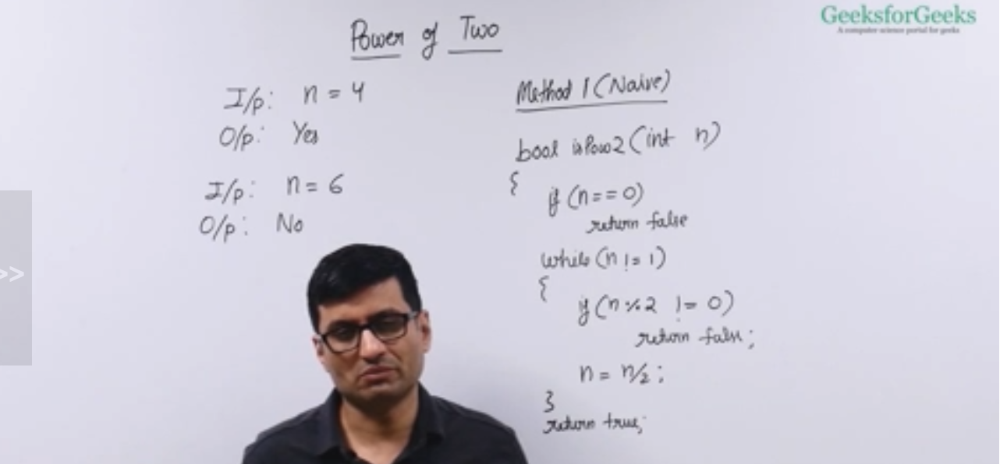 GeeksforGeeks
A computer science portal for geeks
Power of Two
I/p: n = 4
O/p: Yes
I/p: n = 6
O/p: No
Method 1 (Naive)
bool isPow2 (int n)
{
if (n == 0)
return false
while (n != 1)
{
if (n % 2 != 0)
return false;
n = n/2;
}
return true;
>>